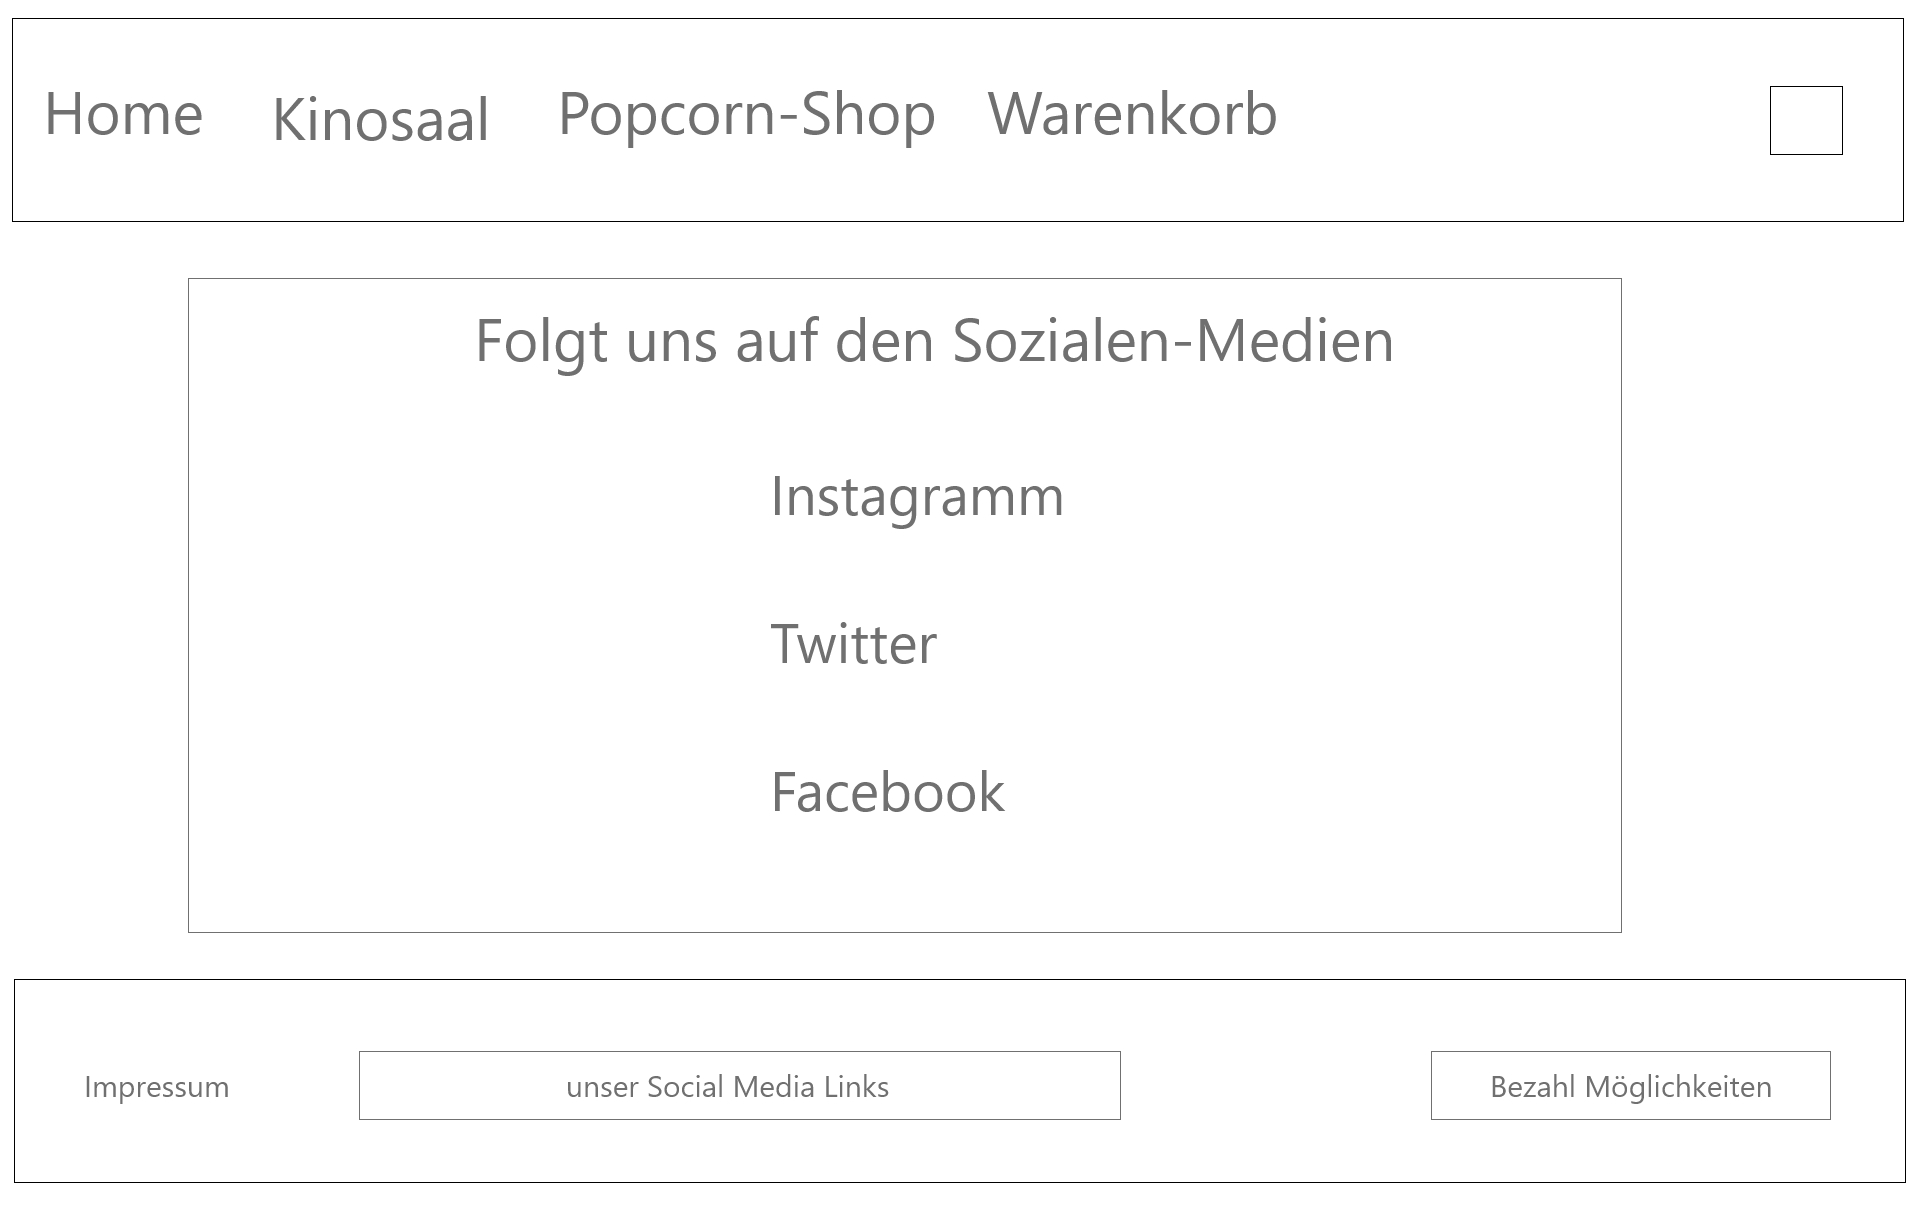 Home Kinosaal Popcorn-Shop Warenkorb
Folgt uns auf den Sozialen-Medien
Instagramm
Twitter
Facebook
Impressum unser Social Media Links Bezahl Möglichkeiten